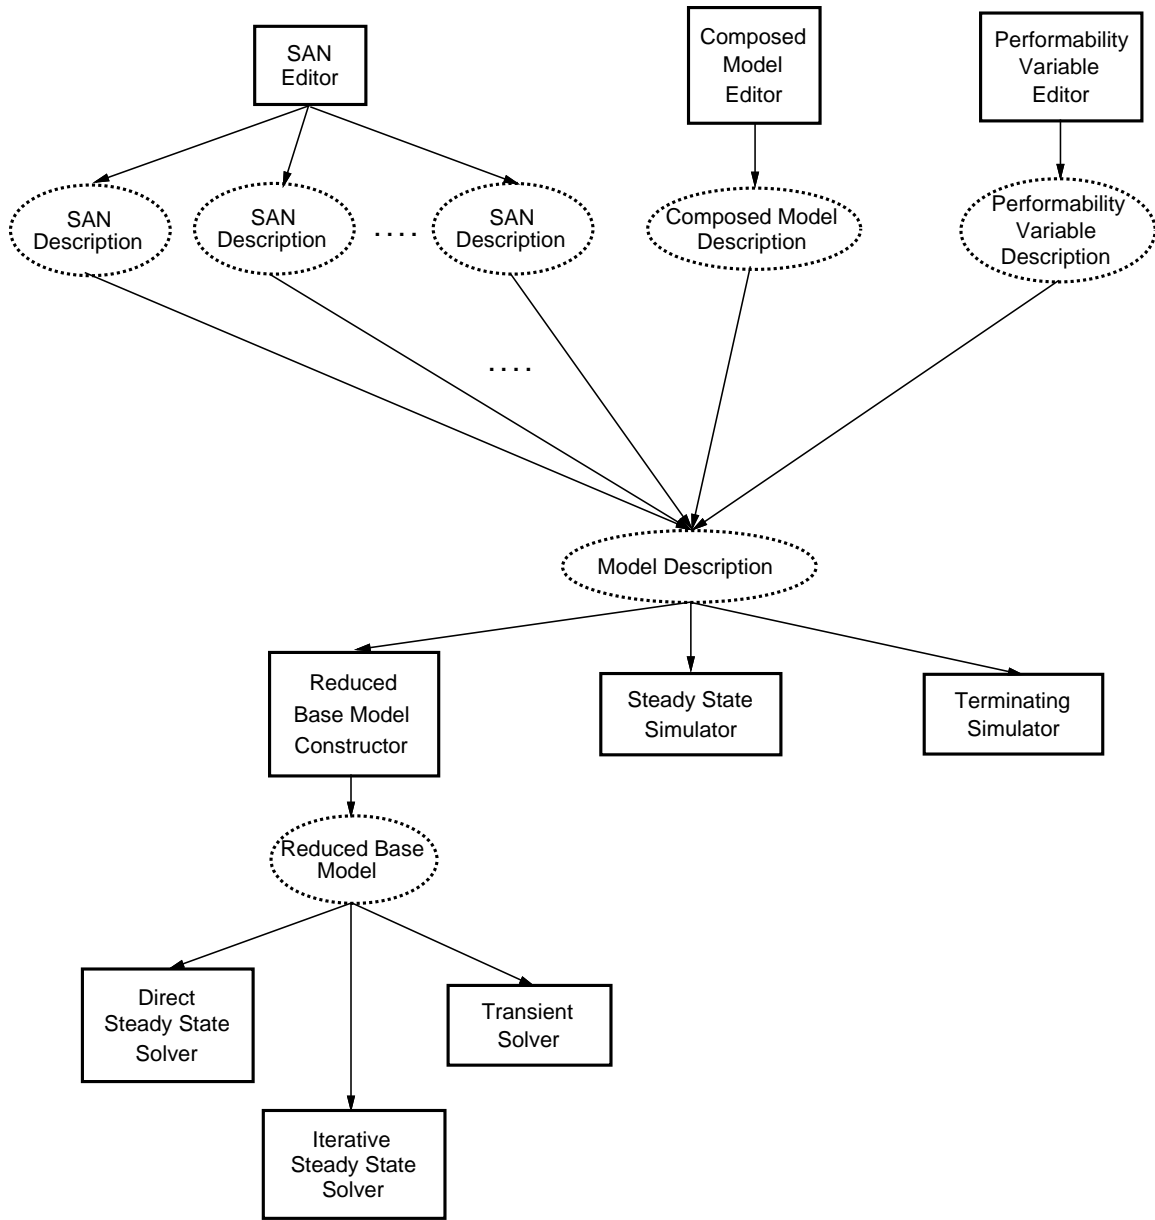 SAN
Editor
Composed
Model
Editor
Performability
Variable
Editor
SAN
Description
SAN
Description
. . . .
SAN
Description
Composed Model
Description
Performability
Variable
Description
. . . .
Model Description
Reduced
Base Model
Constructor
Steady State
Simulator
Terminating
Simulator
Reduced Base
Model
Direct
Steady State
Solver
Transient
Solver
Iterative
Steady State
Solver